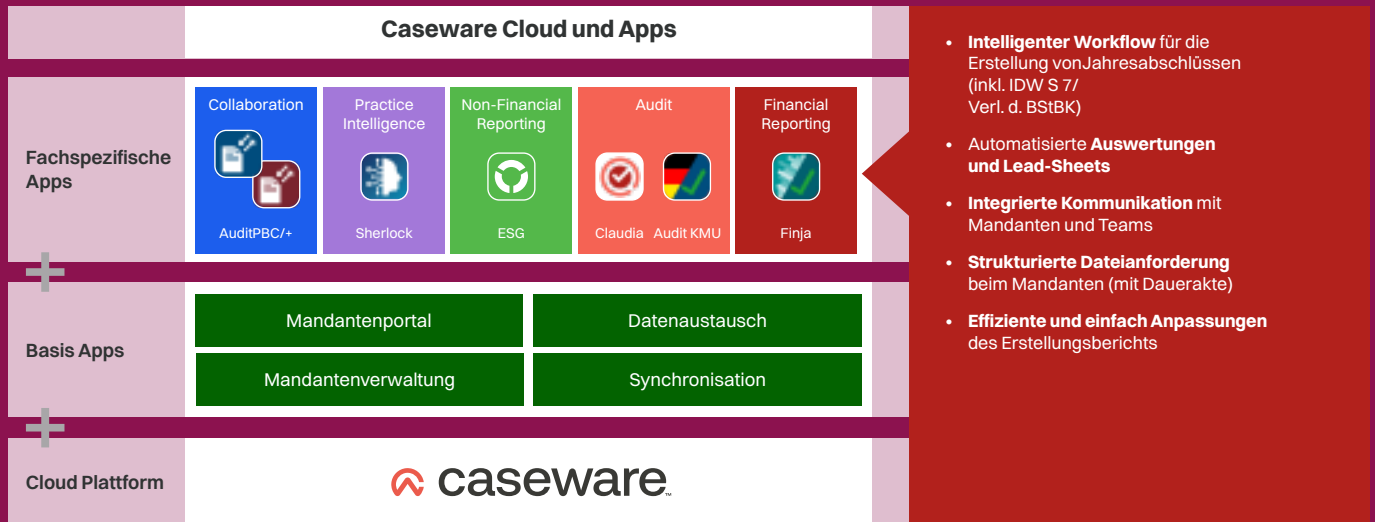 Caseware Cloud und Apps
Fachspezifische
Apps
Collaboration
AuditPBC/+
Practice
Intelligence
Sherlock
Non-Financial
Reporting
ESG
Audit
Claudia Audit KMU
Financial
Reporting
Finja
Basis Apps
Mandantenportal
Datenaustausch
Mandantenverwaltung
Synchronisation
Cloud Plattform
caseware™
• Intelligenter Workflow für die
Erstellung vonJahresabschlüssen
(inkl. IDW S 7/
Verl. d. BStBK)
• Automatisierte Auswertungen
und Lead-Sheets
• Integrierte Kommunikation mit
Mandanten und Teams
• Strukturierte Dateianforderung
beim Mandanten (mit Dauerakte)
• Effiziente und einfach Anpassungen
des Erstellungsberichts